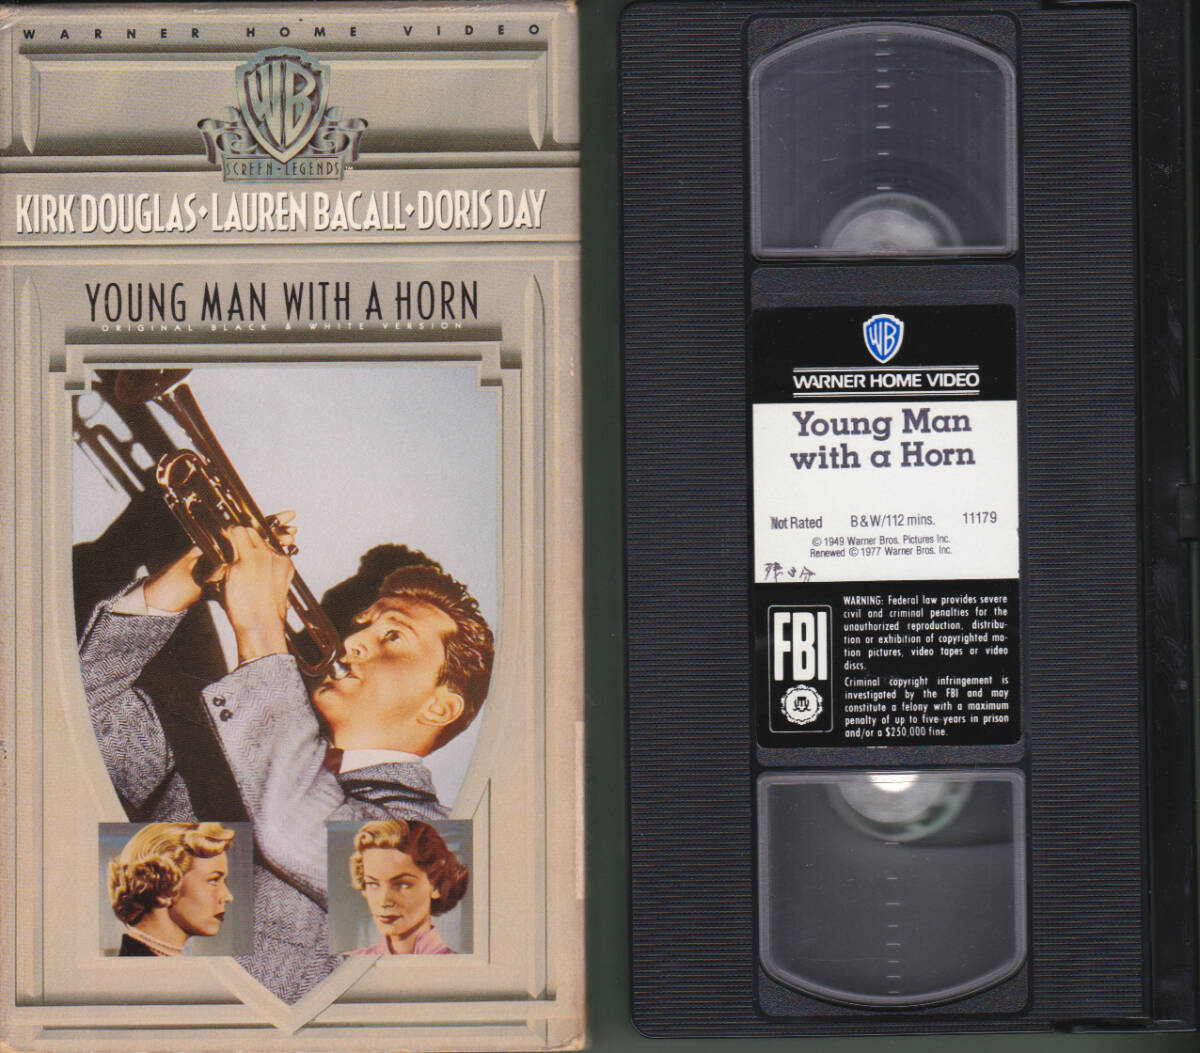 WARNER HOME VIDEO
WB
SCREEN-LEGENDS
KIRK DOUGLAS·LAUREN BACALL·DORIS DAY
YOUNG MAN WITH A HORN
ORIGINAL BLACK & WHITE VERSION
WB
WARNER HOME VIDEO
Young Man
with a Horn
Not Rated B&W/112 mins. 11179
© 1949 Warner Bros. Pictures Inc.
Renewed © 1977 Warner Bros. Inc.
FBI
WARNING: Federal law provides severe
civil and criminal penalties for the
unauthorized reproduction, distribu-
tion or exhibition of copyrighted mo-
tion pictures, video tapes or video
discs.
Criminal copyright infringement is
investigated by the FBI and may
constitute a felony with a maximum
penalty of up to five years in prison
and/or a $250,000 fine.